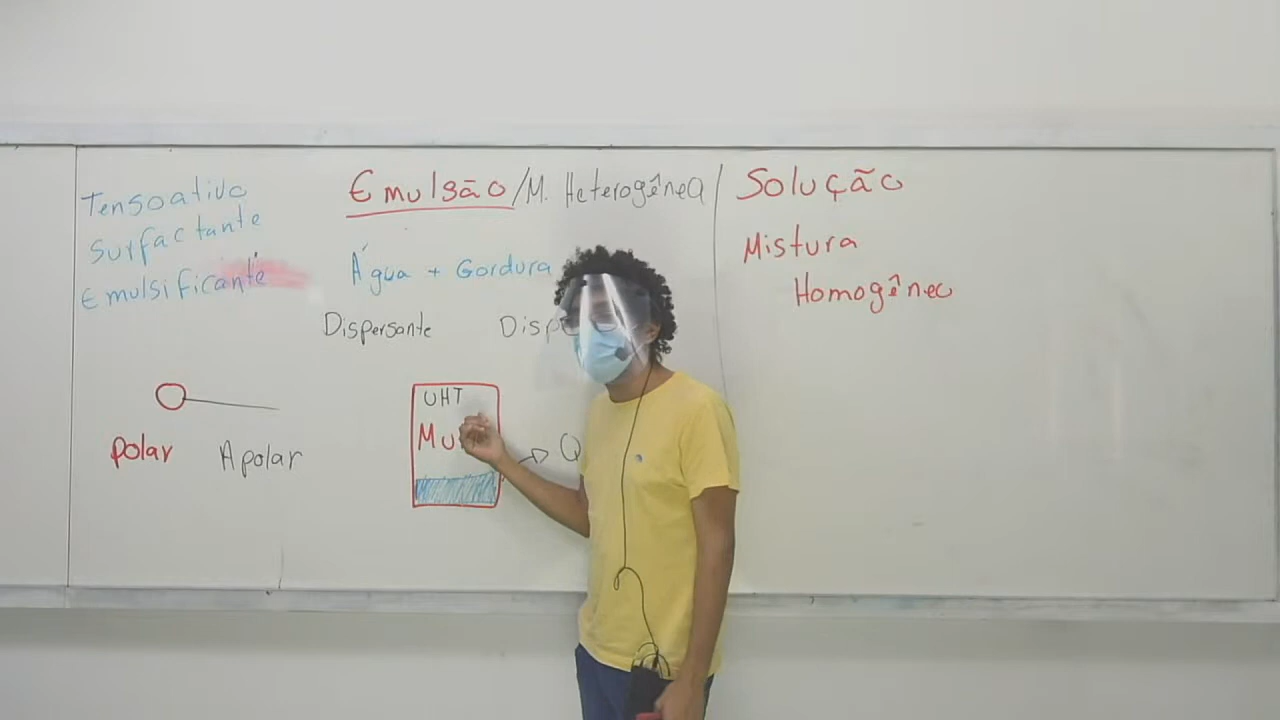 Tensoativo
Surfactante
Emulsificante
Emulsão / M. Heterogênea
Água + Gordura
Dispersante
UHT
polar
Apolar
Solução
Mistura
Homogênea